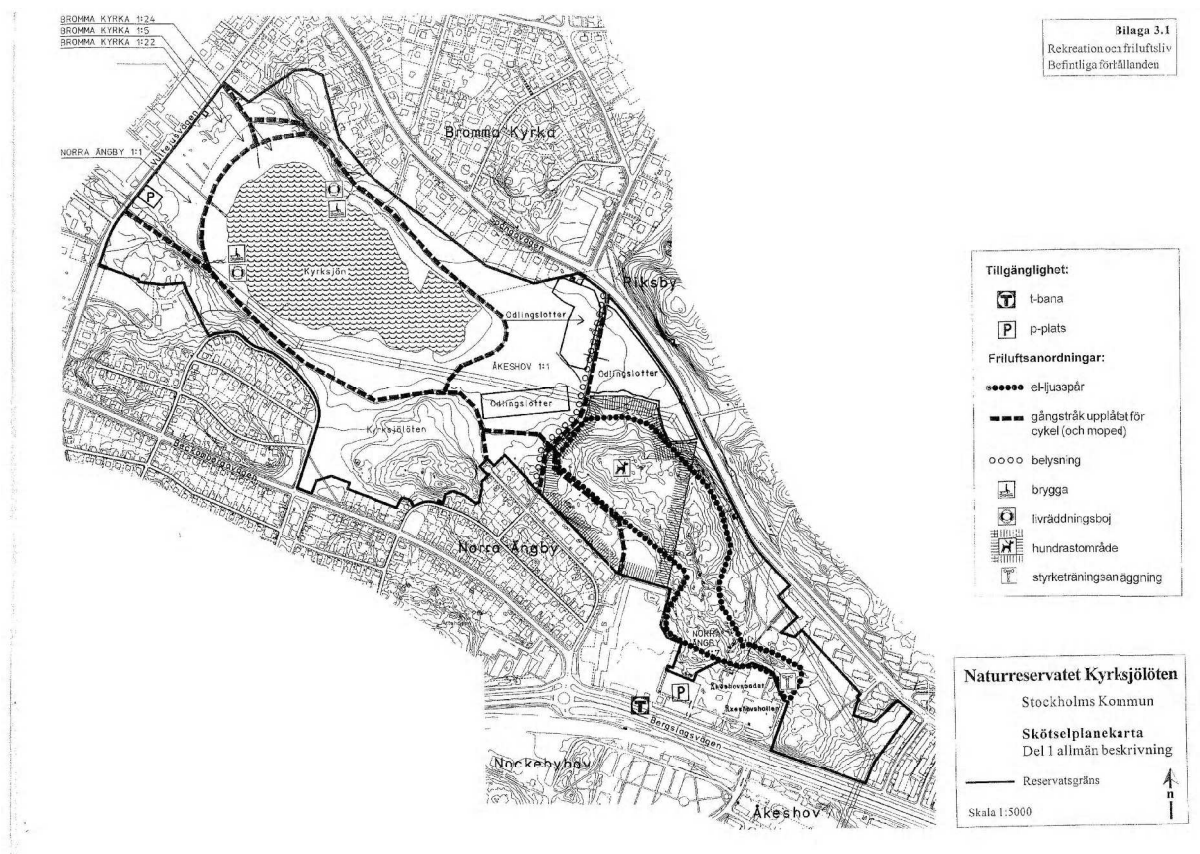 BROMMA KYRKA 1:24
BROMMA KYRKA 1:5
BROMMA KYRKA 1:22
Bilaga 3.1
Rekreation och friluftsliv
Befintliga förhållanden
Vultejusvägen
Bromma Kyrka
NORRA ÄNGBY 1:1
P
Bergsvägen
Kyrksjön
Riksby
Odlingslotter
ÅKESHOV 1:1
Odlingslotter
Odlingslotter
Kyrksjölöten
Norra Ängby
NORRA
ÄNGBY
Åkeshovsbadet
P
Åkeshovshallen
T
Bergslagsvägen
Nockebyhov
Åkeshov
Tillgänglighet:
T t-bana
P p-plats
Friluftsanordningar:
el-ljusspår
gångstråk upplåtet för
cykel (och moped)
belysning
brygga
livräddningsboj
hundrastområde
styrketräningsanäggning
Naturreservatet Kyrksjölöten
Stockholms Kommun
Skötselplanekarta
Del 1 allmän beskrivning
Reservatsgräns
n
Skala 1:5000